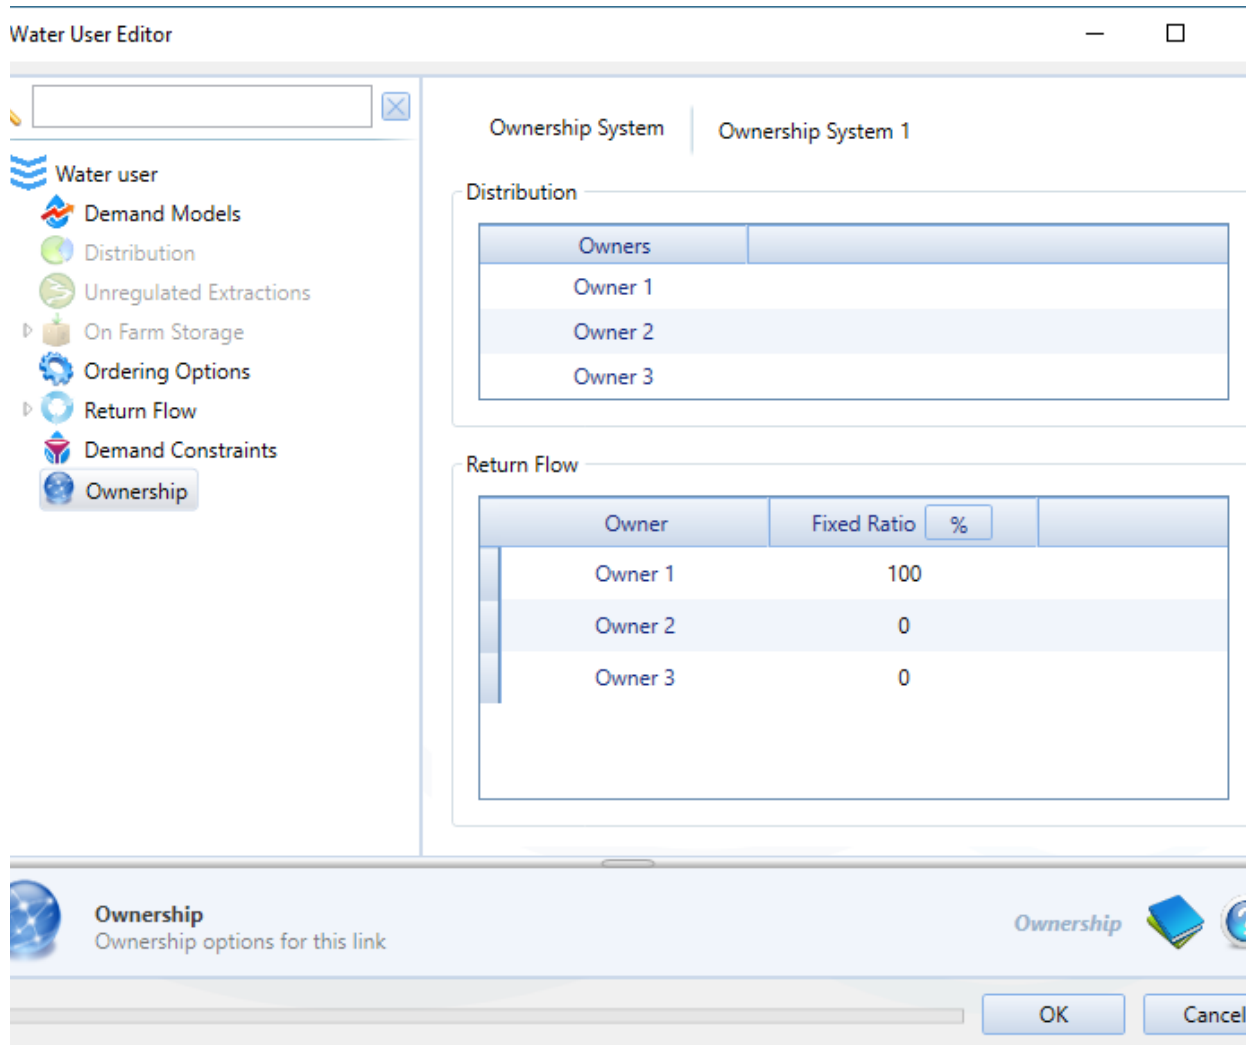 Water User Editor
Water user
Demand Models
Distribution
Unregulated Extractions
On Farm Storage
Ordering Options
Return Flow
Demand Constraints
Ownership
Ownership System
Ownership System 1
Distribution
Owners
Owner 1
Owner 2
Owner 3
Return Flow
Owner Fixed Ratio %
Owner 1 100
Owner 2 0
Owner 3 0
Ownership
Ownership options for this link
Ownership
OK Cancel